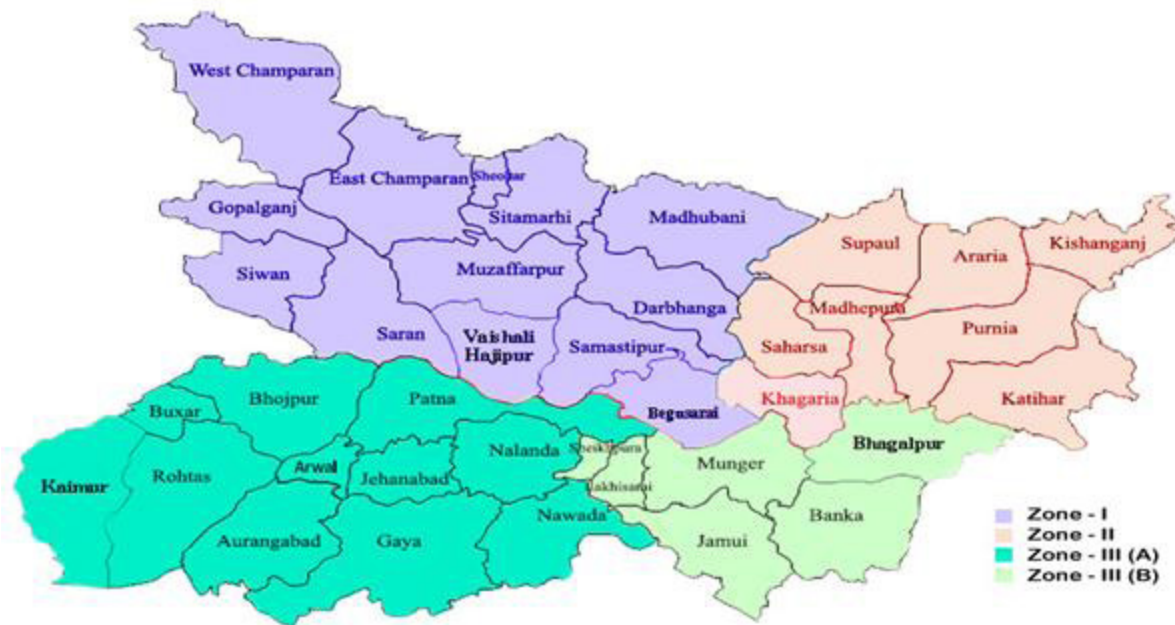 West Champaran
East Champaran
Sheohar
Sitamarhi
Gopalganj
Madhubani
Siwan
Muzaffarpur
Supaul
Araria
Kishanganj
Darbhanga
Madhepura
Purnia
Saran
Vaishali
Hajipur
Samastipur
Saharsa
Khagaria
Katihar
Begusarai
Buxar
Bhojpur
Patna
Bhagalpur
Kaimur
Rohtas
Arwal
Jehanabad
Nalanda
Sheskhpura
Lakhisarai
Munger
Banka
Aurangabad
Gaya
Nawada
Jamui
Zone - I
Zone - II
Zone - III (A)
Zone - III (B)